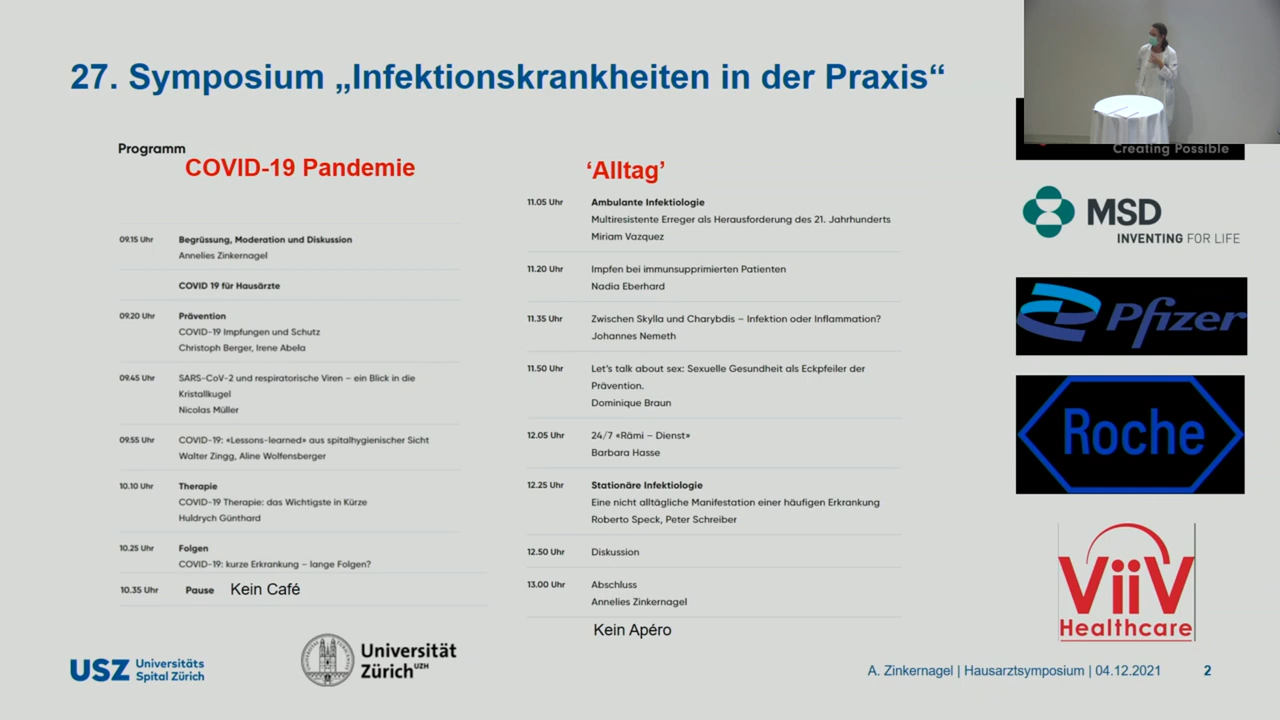 27. Symposium „Infektionskrankheiten in der Praxis“
Programm
COVID-19 Pandemie
09.15 Uhr Begrüssung, Moderation und Diskussion
Annelies Zinkernagel
COVID 19 für Hausärzte
09.20 Uhr Prävention
COVID-19 Impfungen und Schutz
Christoph Berger, Irene Abela
09.45 Uhr SARS-CoV-2 und respiratorische Viren – ein Blick in die
Kristallkugel
Nicolas Müller
09.55 Uhr COVID-19: «Lessons-learned» aus spitalhygienischer Sicht
Walter Zingg, Aline Wolfensberger
10.10 Uhr Therapie
COVID-19 Therapie: das Wichtigste in Kürze
Huldrych Günthard
10.25 Uhr Folgen
COVID-19: kurze Erkrankung – lange Folgen?
10.35 Uhr Pause Kein Café
‘Alltag’
11.05 Uhr Ambulante Infektiologie
Multiresistente Erreger als Herausforderung des 21. Jahrhunderts
Miriam Vazquez
11.20 Uhr Impfen bei immunsupprimierten Patienten
Nadia Eberhard
11.35 Uhr Zwischen Skylla und Charybdis – Infektion oder Inflammation?
Johannes Nemeth
11.50 Uhr Let’s talk about sex: Sexuelle Gesundheit als Eckpfeiler der
Prävention.
Dominique Braun
12.05 Uhr 24/7 «Rämi – Dienst»
Barbara Hasse
12.25 Uhr Stationäre Infektiologie
Eine nicht alltägliche Manifestation einer häufigen Erkrankung
Roberto Speck, Peter Schreiber
12.50 Uhr Diskussion
13.00 Uhr Abschluss
Annelies Zinkernagel
Kein Apéro
Creating Possible
MSD
INVENTING FOR LIFE
Pfizer
Roche
ViiV
Healthcare
USZ Universitäts
Spital Zürich
Universität
Zürich UZH
A. Zinkernagel | Hausarztsymposium | 04.12.2021 2